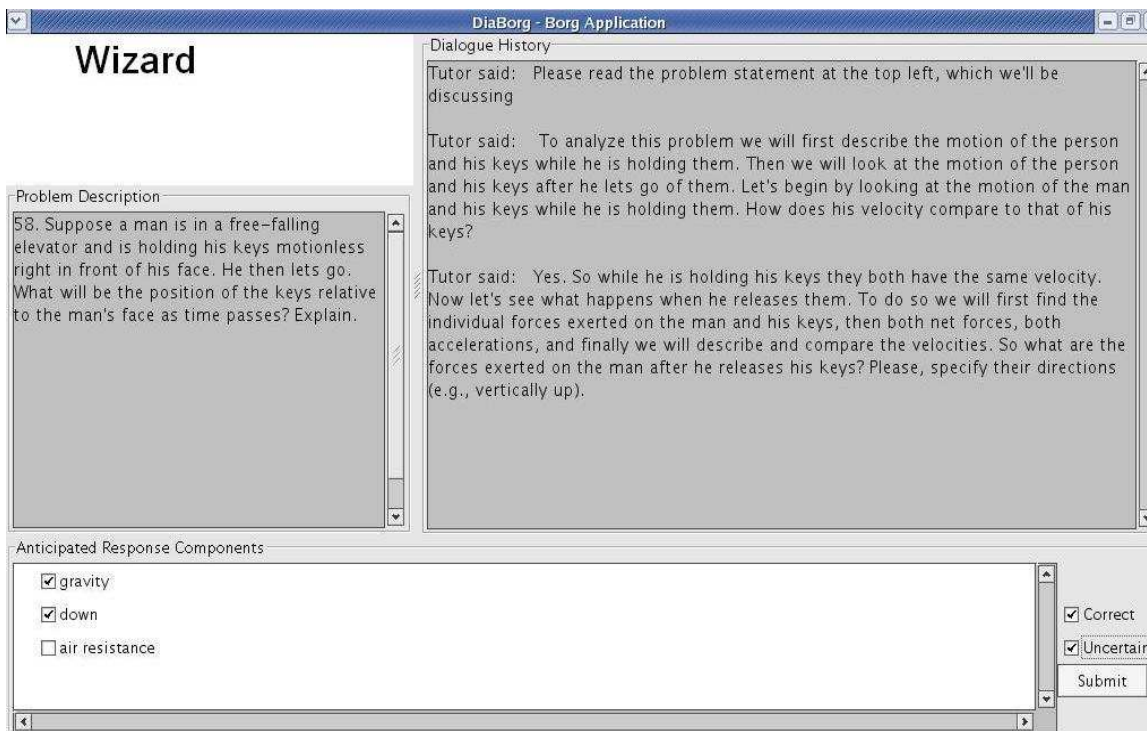 DiaBorg - Borg Application
Wizard
Dialogue History
Tutor said:   Please read the problem statement at the top left, which we'll be
discussing
Tutor said:    To analyze this problem we will first describe the motion of the person
and his keys while he is holding them. Then we will look at the motion of the person
and his keys after he lets go of them. Let's begin by looking at the motion of the man
and his keys while he is holding them. How does his velocity compare to that of his
keys?
Tutor said:   Yes. So while he is holding his keys they both have the same velocity.
Now let's see what happens when he releases them. To do so we will first find the
individual forces exerted on the man and his keys, then both net forces, both
accelerations, and finally we will describe and compare the velocities. So what are the
forces exerted on the man after he releases his keys? Please, specify their directions
(e.g., vertically up).
Problem Description
58. Suppose a man is in a free-falling
elevator and is holding his keys motionless
right in front of his face. He then lets go.
What will be the position of the keys relative
to the man's face as time passes? Explain.
Anticipated Response Components
gravity
down
air resistance
Correct
Uncertain
Submit